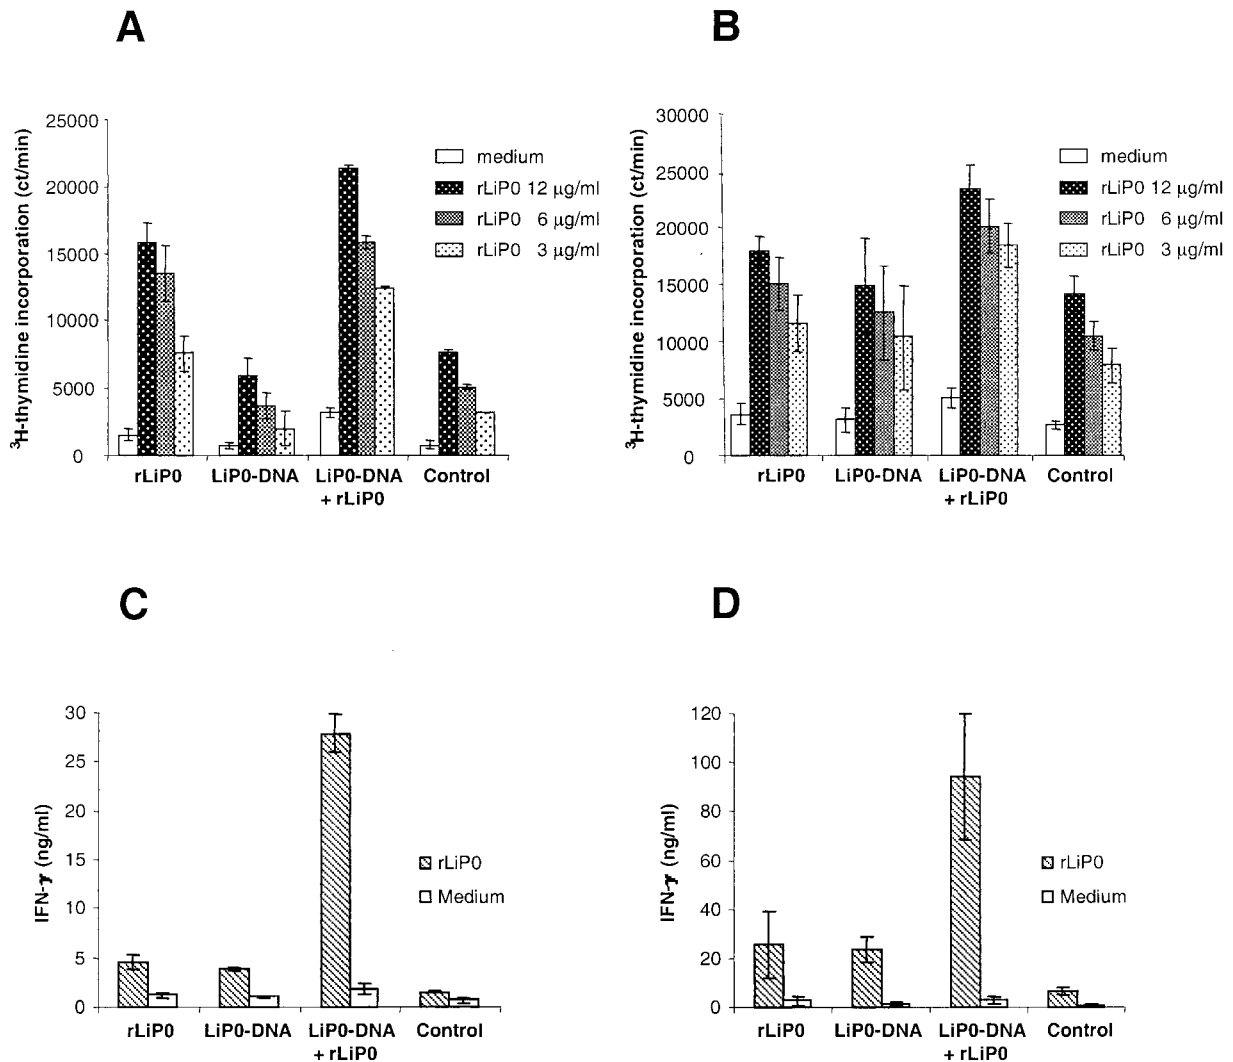 A
³H-thymidine incorporation (ct/min)
25000
20000
15000
10000
5000
0
medium
rLiP0 12 µg/ml
rLiP0 6 µg/ml
rLiP0 3 µg/ml
rLiP0
LiP0-DNA
LiP0-DNA
+ rLiP0
Control
B
³H-thymidine incorporation (ct/min)
30000
25000
20000
15000
10000
5000
0
medium
rLiP0 12 µg/ml
rLiP0 6 µg/ml
rLiP0 3 µg/ml
rLiP0
LiP0-DNA
LiP0-DNA
+ rLiP0
Control
C
IFN-γ (ng/ml)
30
25
20
15
10
5
0
rLiP0
Medium
rLiP0
LiP0-DNA
LiP0-DNA
+ rLiP0
Control
D
IFN-γ (ng/ml)
120
100
80
60
40
20
0
rLiP0
Medium
rLiP0
LiP0-DNA
LiP0-DNA
+ rLiP0
Control